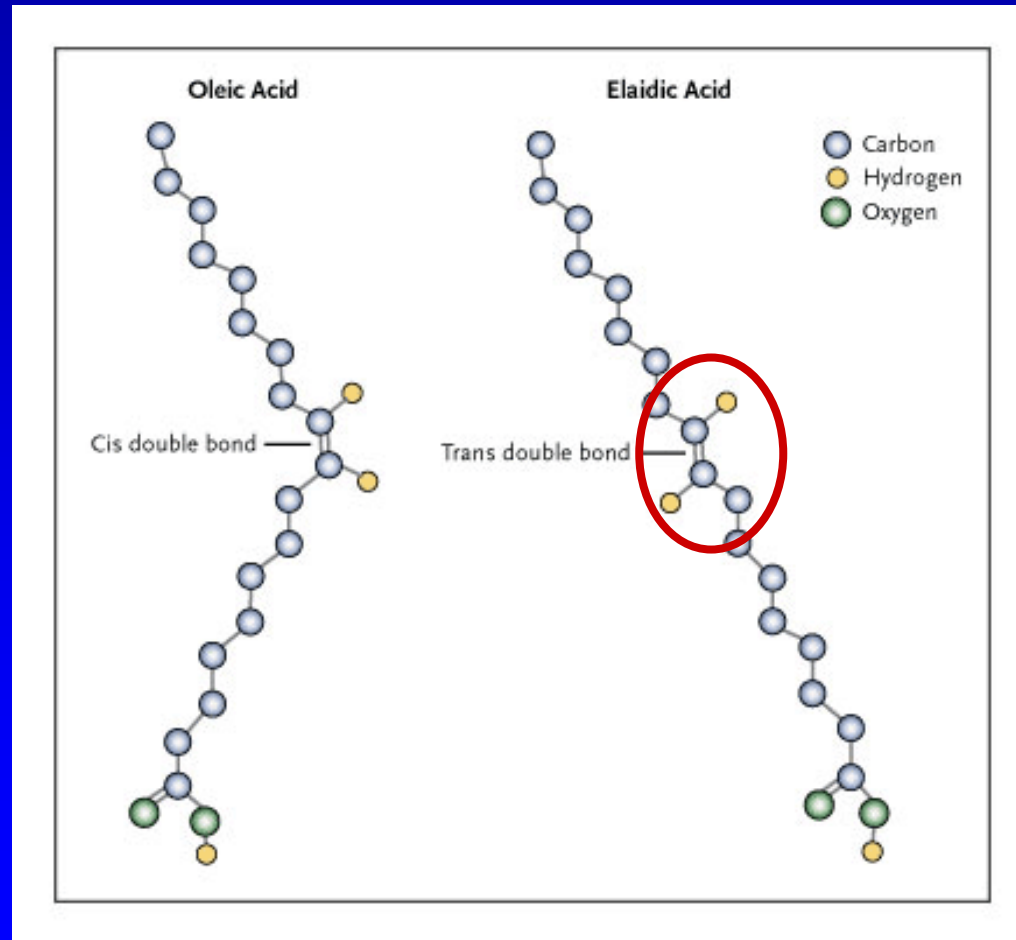 Oleic Acid
Elaidic Acid
Carbon
Hydrogen
Oxygen
Cis double bond
Trans double bond